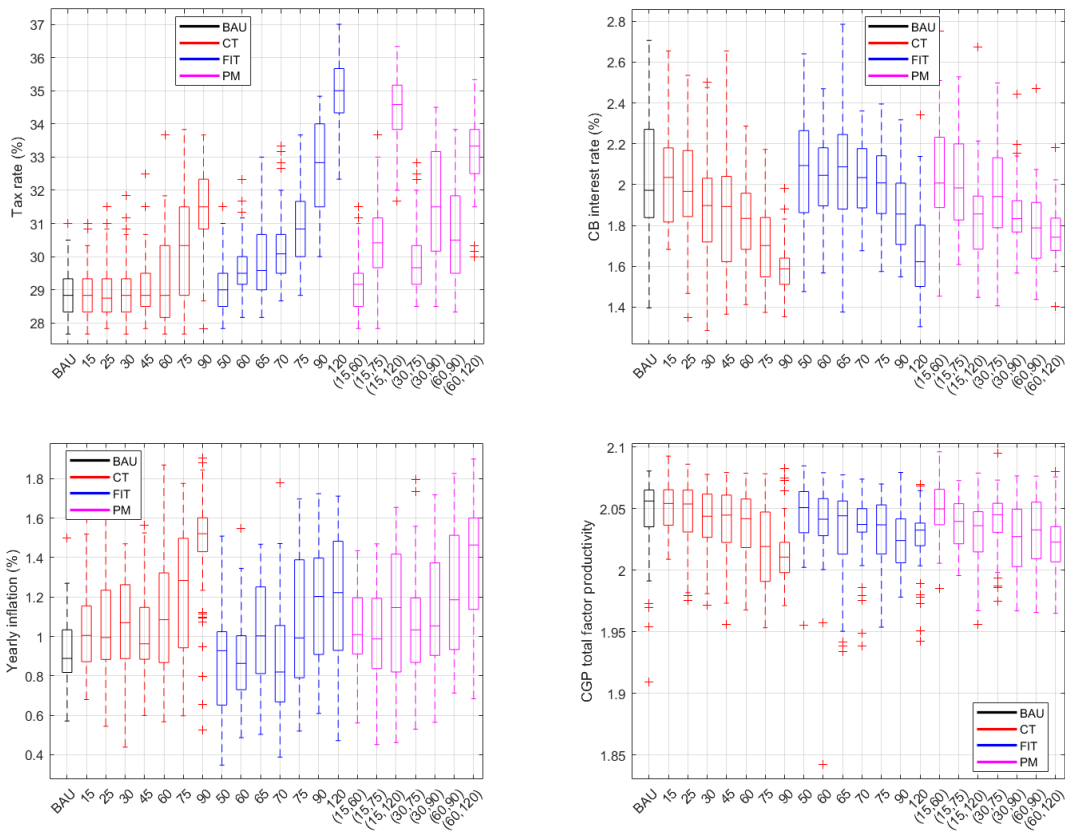 37
36
35
34
33
32
31
30
29
28
Tax rate (%)
BAU
CT
FIT
PM
BAU 15 25 30 45 60 75 90 50 60 65 70 75 90 120 (15,60) (15,75) (15,120) (30,75) (30,90) (60,90) (60,120)
2.8
2.6
2.4
2.2
2
1.8
1.6
1.4
CB interest rate (%)
BAU
CT
FIT
PM
BAU 15 25 30 45 60 75 90 50 60 65 70 75 90 120 (15,60) (15,75) (15,120) (30,75) (30,90) (60,90) (60,120)
1.8
1.6
1.4
1.2
1
0.8
0.6
0.4
Yearly inflation (%)
BAU
CT
FIT
PM
BAU 15 25 30 45 60 75 90 50 60 65 70 75 90 120 (15,60) (15,75) (15,120) (30,75) (30,90) (60,90) (60,120)
2.1
2.05
2
1.95
1.9
1.85
CGP total factor productivity
BAU
CT
FIT
PM
BAU 15 25 30 45 60 75 90 50 60 65 70 75 90 120 (15,60) (15,75) (15,120) (30,75) (30,90) (60,90) (60,120)